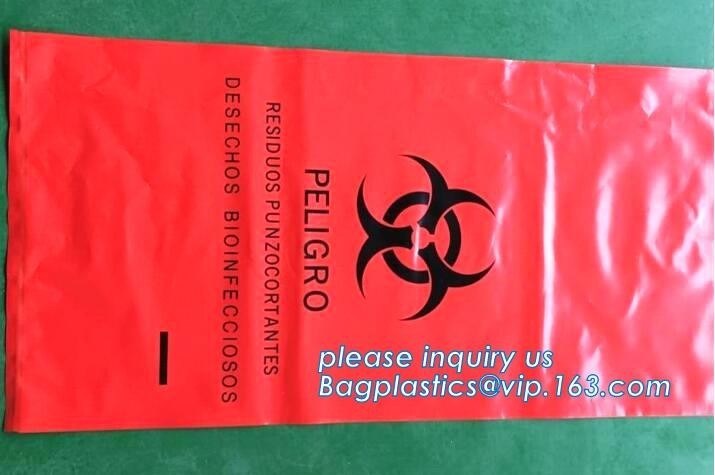 PELIGRO
RESIDUOS PUNZOCORTANTES
DESECHOS BIOINFECCIOSOS
please inquiry us
Bagplastics@vip.163.com